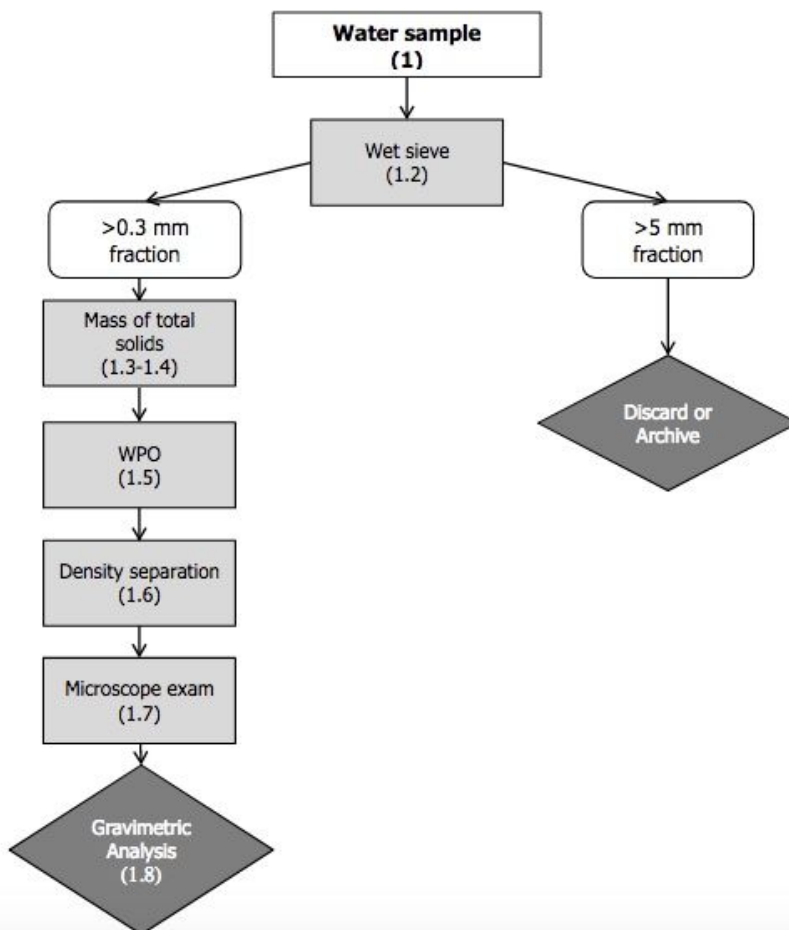 Water sample
(1)
Wet sieve
(1.2)
>0.3 mm
fraction
>5 mm
fraction
Mass of total
solids
(1.3-1.4)
Discard or
Archive
WPO
(1.5)
Density separation
(1.6)
Microscope exam
(1.7)
Gravimetric
Analysis
(1.8)